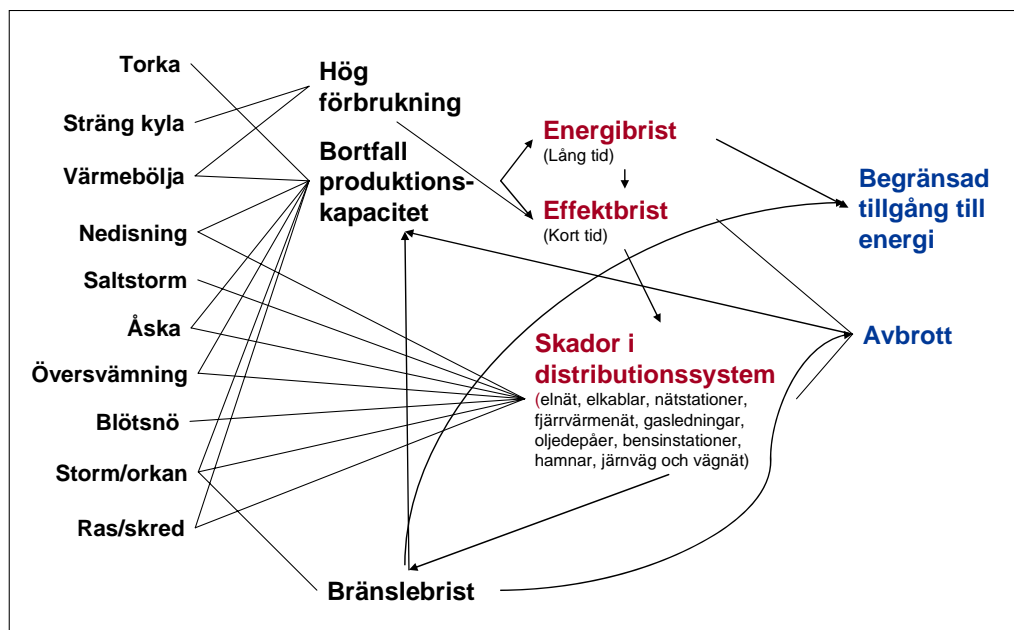 Torka
Sträng kyla
Värmebölja
Nedisning
Saltstorm
Åska
Översvämning
Blötsnö
Storm/orkan
Ras/skred
Hög
förbrukning
Bortfall
produktions-
kapacitet
Bränslebrist
Energibrist
(Lång tid)
Effektbrist
(Kort tid)
Skador i
distributionssystem
(elnät, elkablar, nätstationer,
fjärrvärmenät, gasledningar,
oljedepåer, bensinstationer,
hamnar, järnväg och vägnät)
Begränsad
tillgång till
energi
Avbrott